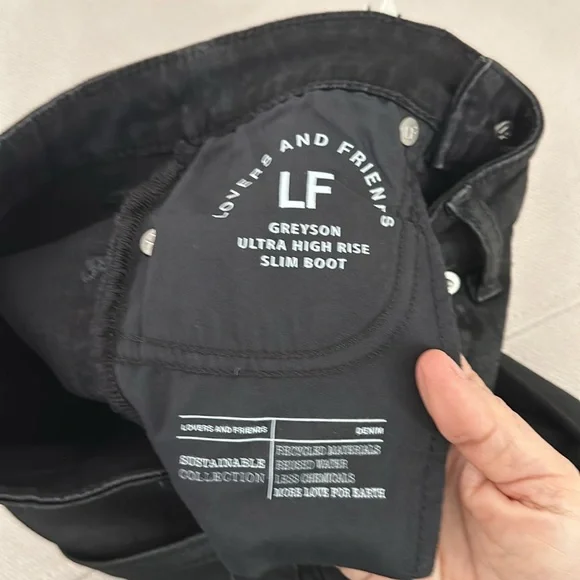 LOVERS AND FRIENDS
LF
GREYSON
ULTRA HIGH RISE
SLIM BOOT
LOVERS AND FRIENDS DENIM
SUSTAINABLE
COLLECTION
RECYCLED MATERIALS
REUSED WATER
LESS CHEMICALS
MORE LOVE FOR EARTH